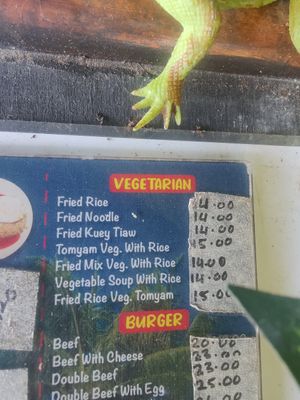 VEGETARIAN
Fried Rice 14.00
Fried Noodle 14.00
Fried Kuey Tiaw 14.00
Tomyam Veg. With Rice 15.00
Fried Mix Veg. With Rice 14.00
Vegetable Soup With Rice 14.00
Fried Rice Veg. Tomyam 15.00
BURGER
Beef 20.00
Beef With Cheese 23.00
Double Beef 23.00
Double Beef With Egg 25.00